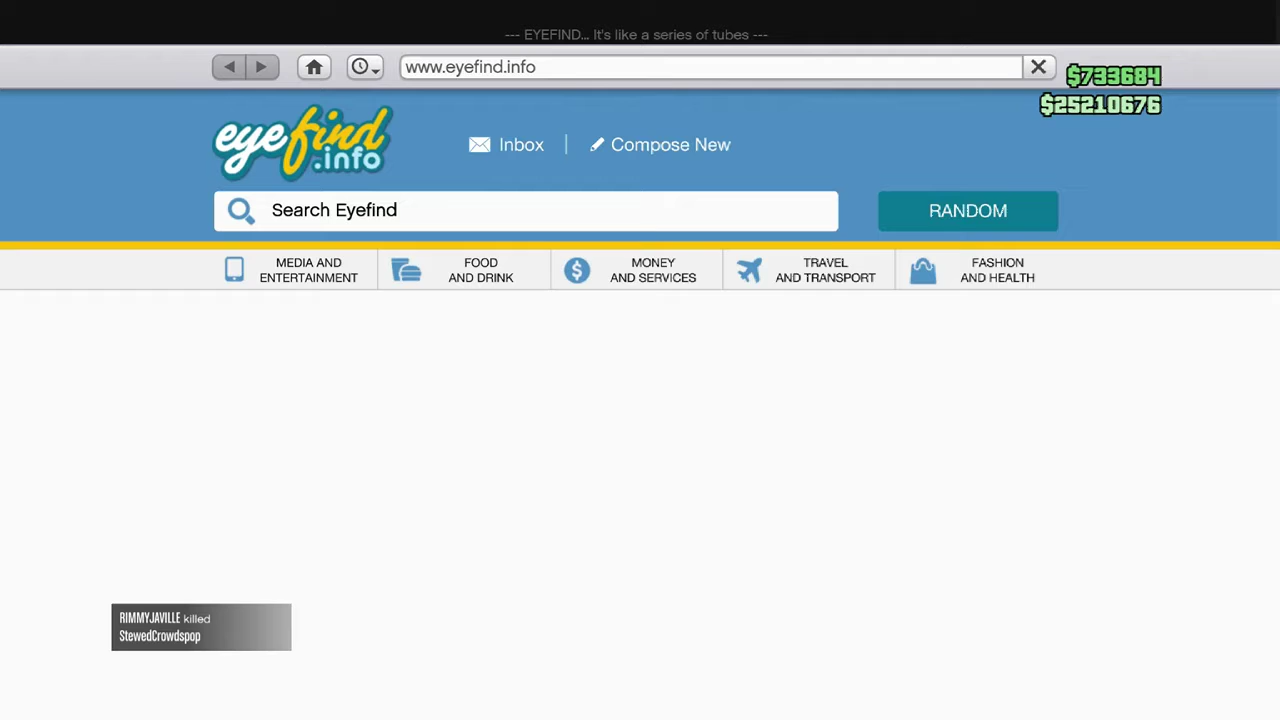 --- EYEFIND... It's like a series of tubes ---
www.eyefind.info
$733684
$25210676
eyefind.info
Inbox
Compose New
Search Eyefind
RANDOM
MEDIA AND
ENTERTAINMENT
FOOD
AND DRINK
MONEY
AND SERVICES
TRAVEL
AND TRANSPORT
FASHION
AND HEALTH
RIMMYJAVILLE killed
StewedCrowdspop